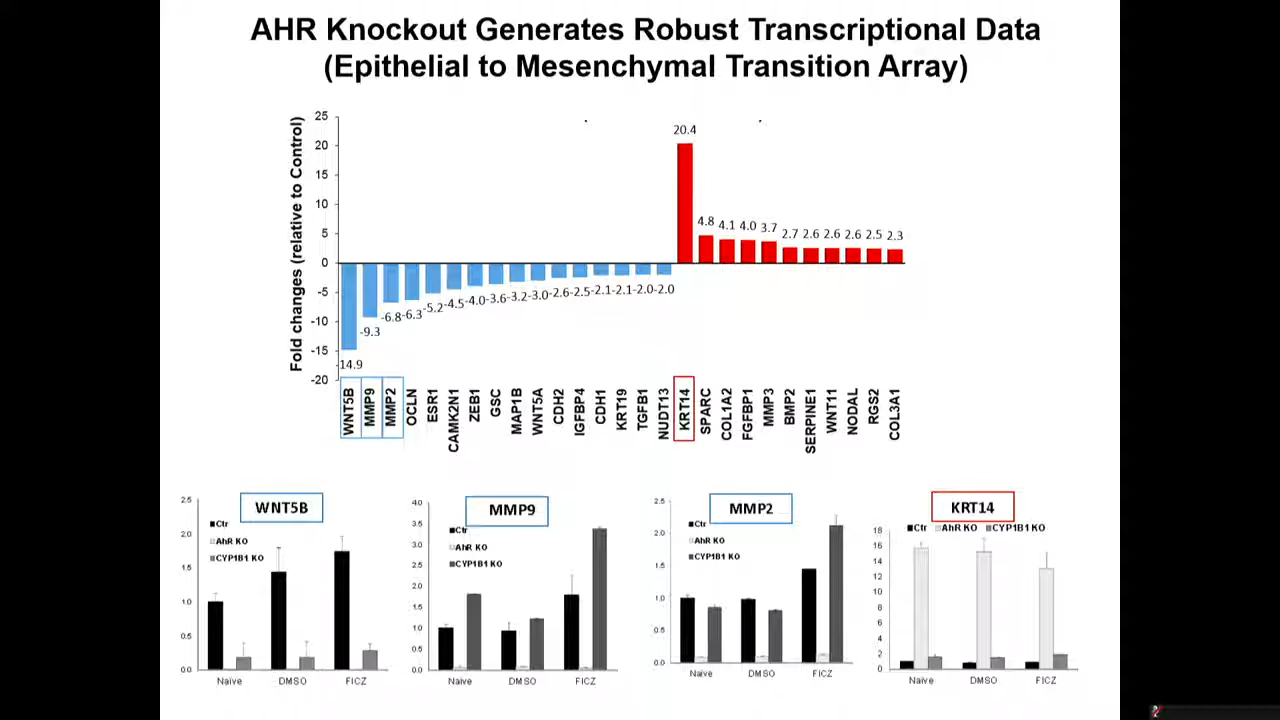 AHR Knockout Generates Robust Transcriptional Data
(Epithelial to Mesenchymal Transition Array)
Fold changes (relative to Control)
25
20
15
10
5
0
-5
-10
-15
-20
20.4
4.8
4.1
4.0
3.7
2.7
2.6
2.6
2.6
2.5
2.3
-14.9
-9.3
-6.8
-6.3
-5.2
-4.5
-4.0
-3.6
-3.2
-3.0
-2.6
-2.5
-2.1
-2.1
-2.0
-2.0
WNT5B
MMP9
MMP2
OCLN
ESR1
CAMK2N1
ZEB1
GSC
MAP1B
WNT5A
CDH2
IGFBP4
CDH1
KRT19
TGFB1
NUDT13
KRT14
SPARC
COL1A2
FGFBP1
MMP3
BMP2
SERPINE1
WNT11
NODAL
RGS2
COL3A1
WNT5B
2.5
2.0
1.5
1.0
0.5
0.0
Ctr
AhR KO
CYP1B1 KO
Naive
DMSO
FICZ
MMP9
4.0
3.5
3.0
2.5
2.0
1.5
1.0
0.5
0.0
Ctr
AhR KO
CYP1B1 KO
Naive
DMSO
FICZ
MMP2
2.5
2.0
1.5
1.0
0.5
0.0
Ctr
AhR KO
CYP1B1 KO
Naive
DMSO
FICZ
KRT14
18
16
14
12
10
8
6
4
2
0
Ctr
AhR KO
CYP1B1 KO
Naive
DMSO
FICZ